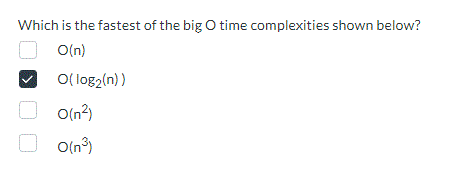 Which is the fastest of the big O time complexities shown below?
O(n)
O( log₂(n) )
O(n²)
O(n³)